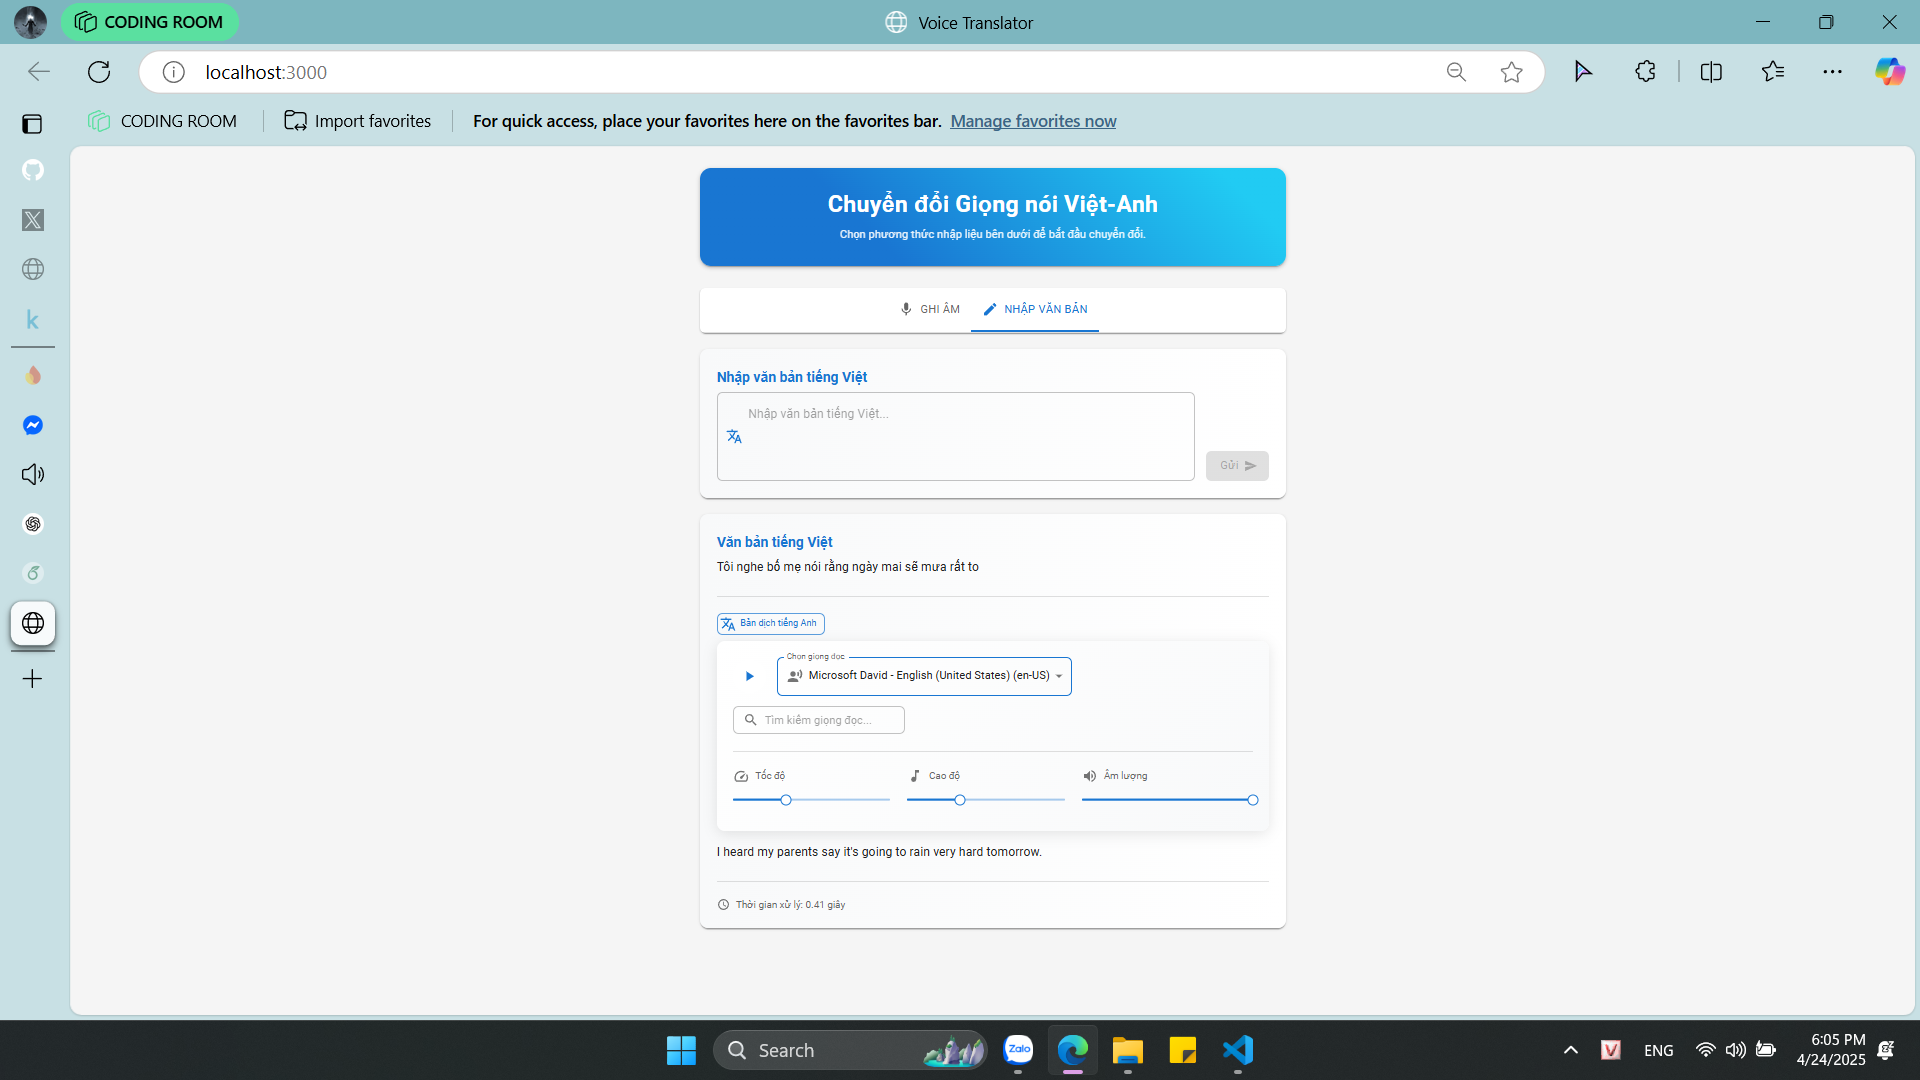 CODING ROOM
Voice Translator
localhost:3000
CODING ROOM
Import favorites
For quick access, place your favorites here on the favorites bar. Manage favorites now
Chuyển đổi Giọng nói Việt-Anh
Chọn phương thức nhập liệu bên dưới để bắt đầu chuyển đổi.
GHI ÂM
NHẬP VĂN BẢN
Nhập văn bản tiếng Việt
Nhập văn bản tiếng Việt...
Gửi
Văn bản tiếng Việt
Tôi nghe bố mẹ nói rằng ngày mai sẽ mưa rất to
Bản dịch tiếng Anh
Chọn giọng đọc
Microsoft David - English (United States) (en-US)
Tìm kiếm giọng đọc...
Tốc độ
Cao độ
Âm lượng
I heard my parents say it's going to rain very hard tomorrow.
Thời gian xử lý: 0.41 giây
Search
Zalo
V
ENG
6:05 PM
4/24/2025